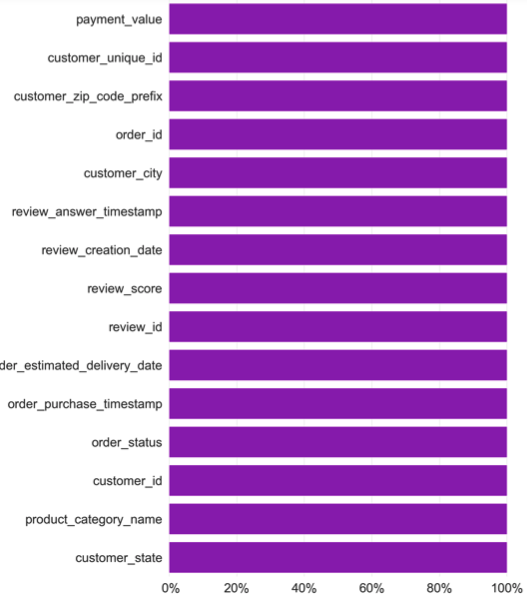 payment_value
customer_unique_id
customer_zip_code_prefix
order_id
customer_city
review_answer_timestamp
review_creation_date
review_score
review_id
der_estimated_delivery_date
order_purchase_timestamp
order_status
customer_id
product_category_name
customer_state
0% 20% 40% 60% 80% 100%